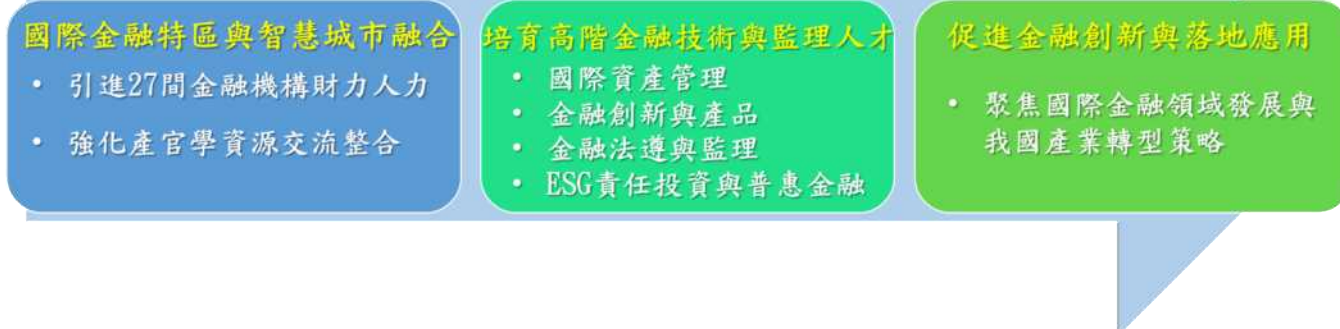 國際金融特區與智慧城市融合
• 引進27間金融機構財力人力
• 強化產官學資源交流整合
培育高階金融技術與監理人才
• 國際資產管理
• 金融創新與產品
• 金融法遵與監理
• ESG責任投資與普惠金融
促進金融創新與落地應用
• 聚焦國際金融領域發展與
我國產業轉型策略